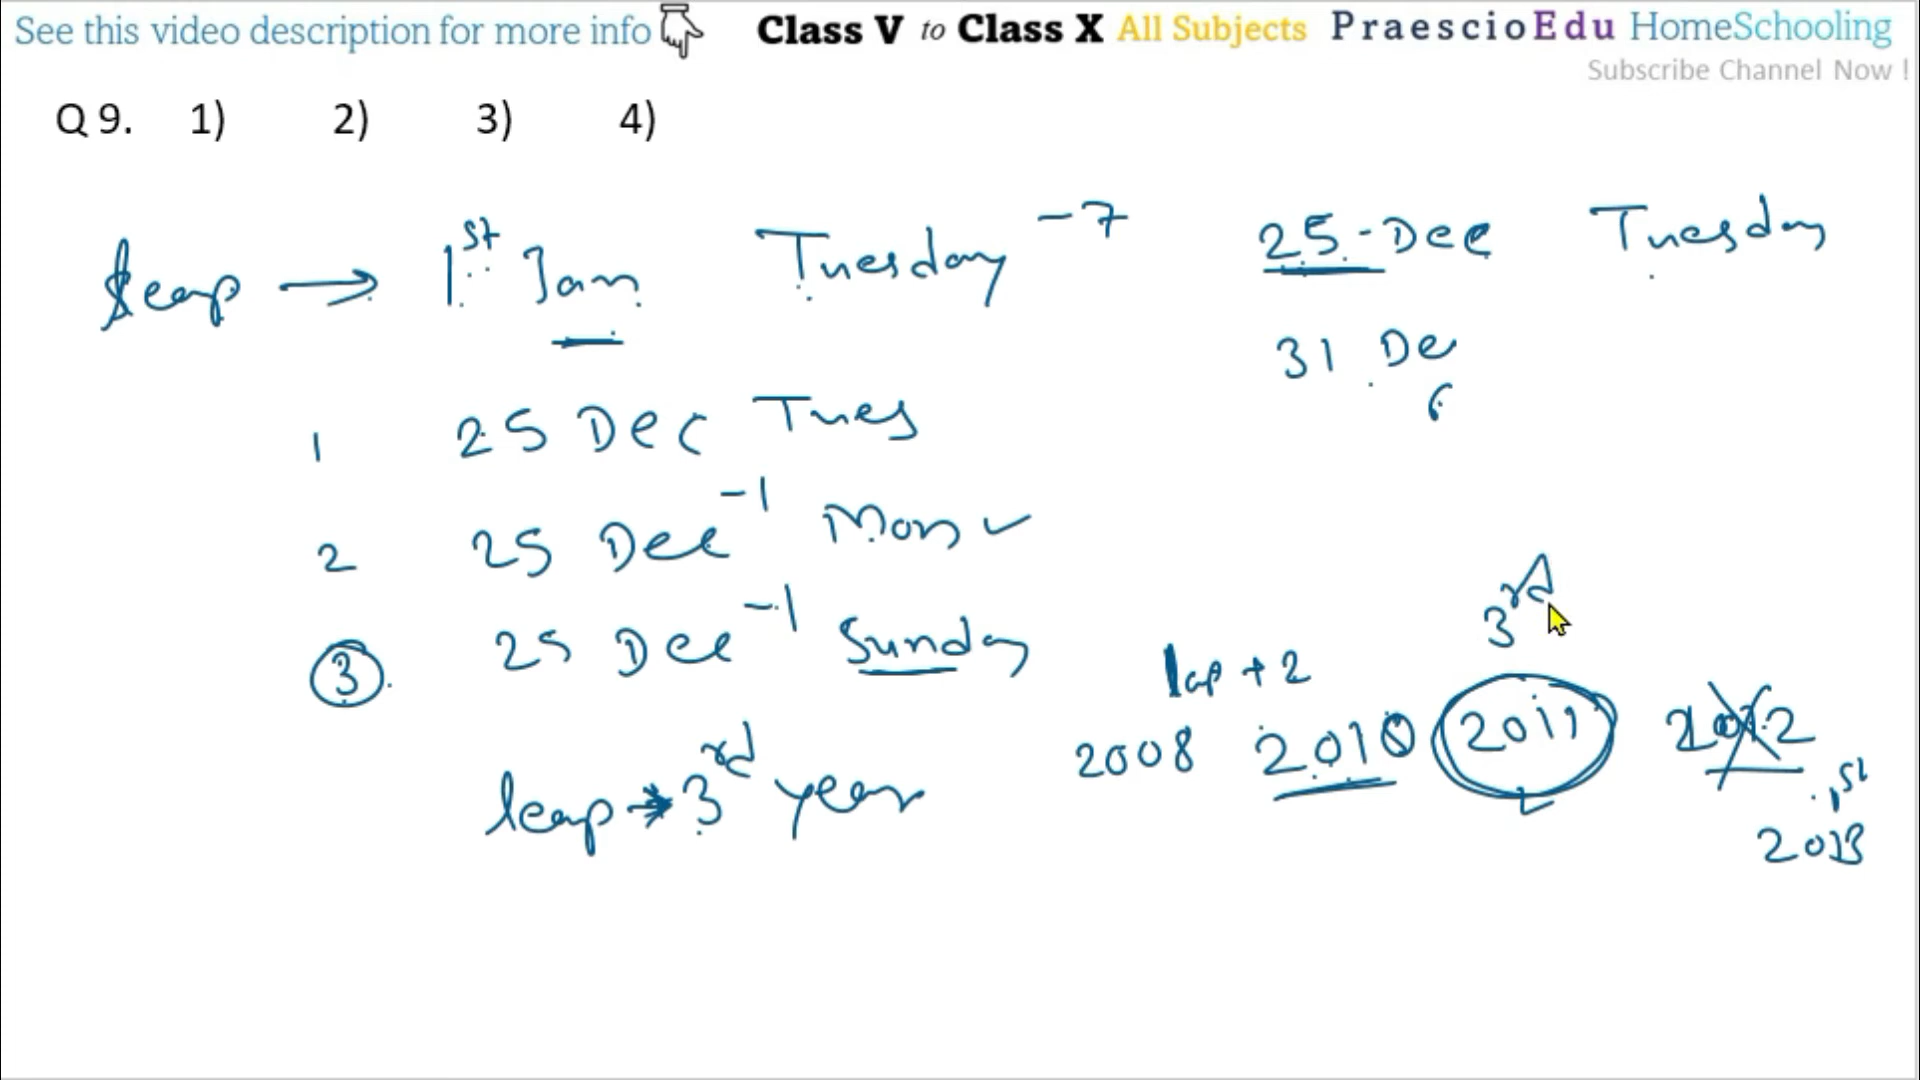 See this video description for more info Class V to Class X All Subjects PraescioEdu HomeSchooling
Subscribe Channel Now !
Q 9. 1) 2) 3) 4)
leap → 1st Jan Tuesday -7 25-Dec Tuesday
31 De
6
1 25 Dec Tues
2 25 Dec -1 Mon ✓
3 25 Dec -1 Sunday
3rd
leap + 2
2008 2010 2011 2012
leap → 3rd year
1st
2013